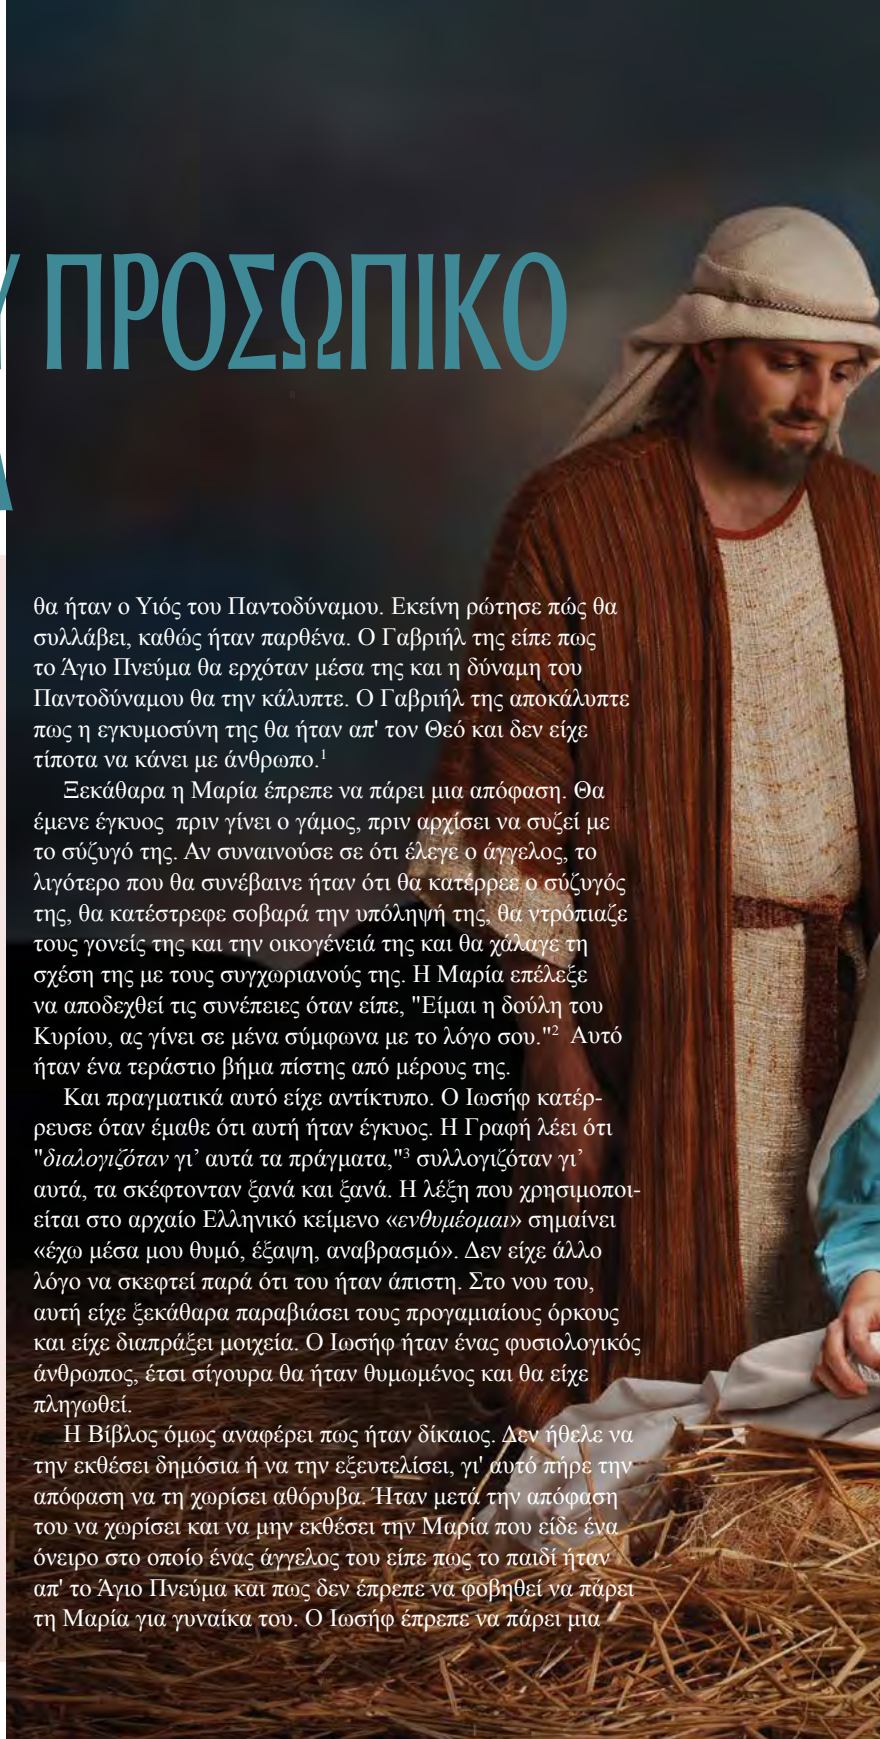 ΠΡΟΣΩΠΙΚΟ
θα ήταν ο Υιός του Παντοδύναμου. Εκείνη ρώτησε πώς θα
συλλάβει, καθώς ήταν παρθένα. Ο Γαβριήλ της είπε πως
το Άγιο Πνεύμα θα ερχόταν μέσα της και η δύναμη του
Παντοδύναμου θα την κάλυπτε. Ο Γαβριήλ της αποκάλυπτε
πως η εγκυμοσύνη της θα ήταν απ' τον Θεό και δεν είχε
τίποτα να κάνει με άνθρωπο.¹
Ξεκάθαρα η Μαρία έπρεπε να πάρει μια απόφαση. Θα
έμενε έγκυος  πριν γίνει ο γάμος, πριν αρχίσει να συζεί με
το σύζυγό της. Αν συναινούσε σε ότι έλεγε ο άγγελος, το
λιγότερο που θα συνέβαινε ήταν ότι θα κατέρρεε ο σύζυγός
της, θα κατέστρεφε σοβαρά την υπόληψή της, θα ντρόπιαζε
τους γονείς της και την οικογένειά της και θα χάλαγε τη
σχέση της με τους συγχωριανούς της. Η Μαρία επέλεξε
να αποδεχθεί τις συνέπειες όταν είπε, "Είμαι η δούλη του
Κυρίου, ας γίνει σε μένα σύμφωνα με το λόγο σου."²  Αυτό
ήταν ένα τεράστιο βήμα πίστης από μέρους της.
Και πραγματικά αυτό είχε αντίκτυπο. Ο Ιωσήφ κατέρ-
ρευσε όταν έμαθε ότι αυτή ήταν έγκυος. Η Γραφή λέει ότι
"διαλογιζόταν γι' αυτά τα πράγματα,"³ συλλογιζόταν γι'
αυτά, τα σκέφτονταν ξανά και ξανά. Η λέξη που χρησιμοποι-
είται στο αρχαίο Ελληνικό κείμενο «ενθυμέομαι» σημαίνει
«έχω μέσα μου θυμό, έξαψη, αναβρασμό». Δεν είχε άλλο
λόγο να σκεφτεί παρά ότι του ήταν άπιστη. Στο νου του,
αυτή είχε ξεκάθαρα παραβιάσει τους προγαμιαίους όρκους
και είχε διαπράξει μοιχεία. Ο Ιωσήφ ήταν ένας φυσιολογικός
άνθρωπος, έτσι σίγουρα θα ήταν θυμωμένος και θα είχε
πληγωθεί.
Η Βίβλος όμως αναφέρει πως ήταν δίκαιος. Δεν ήθελε να
την εκθέσει δημόσια ή να την εξευτελίσει, γι' αυτό πήρε την
απόφαση να τη χωρίσει αθόρυβα. Ήταν μετά την απόφαση
του να χωρίσει και να μην εκθέσει την Μαρία που είδε ένα
όνειρο στο οποίο ένας άγγελος του είπε πως το παιδί ήταν
απ' το Άγιο Πνεύμα και πως δεν έπρεπε να φοβηθεί να πάρει
τη Μαρία για γυναίκα του. Ο Ιωσήφ έπρεπε να πάρει μια